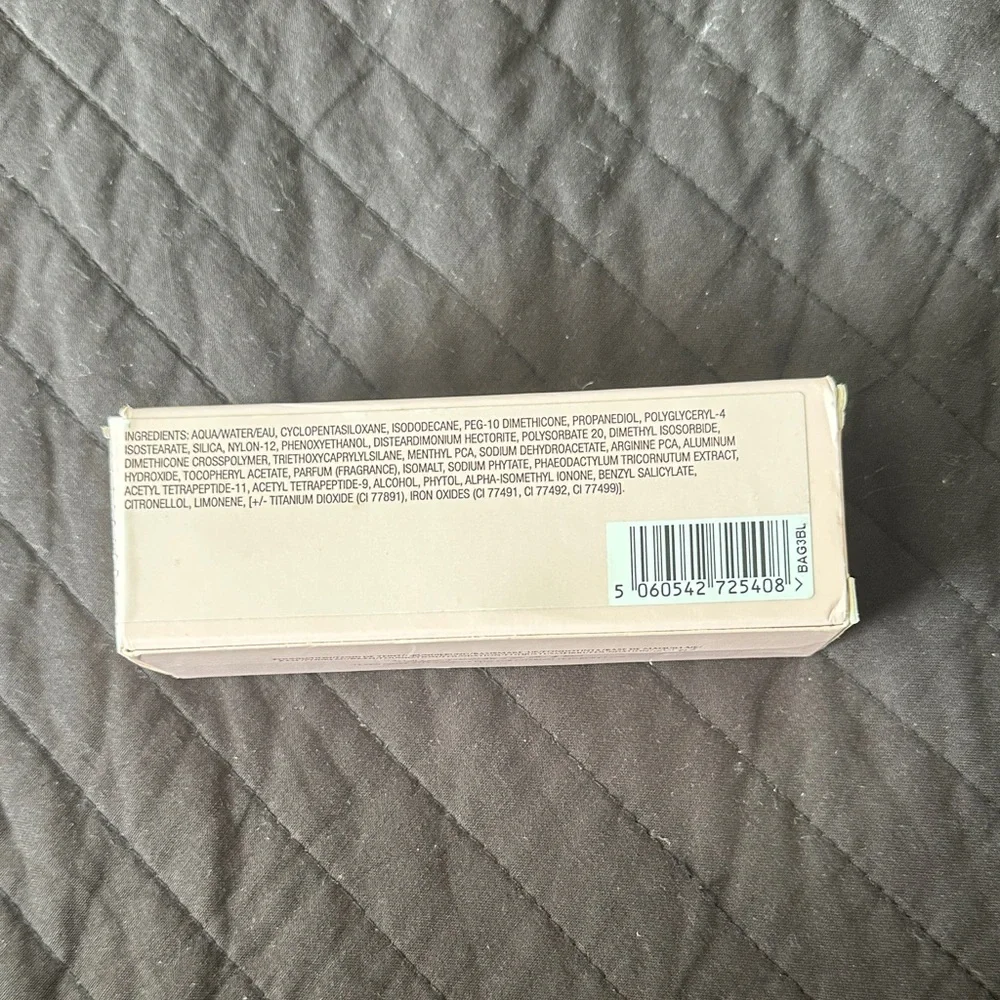 INGREDIENTS: AQUA/WATER/EAU, CYCLOPENTASILOXANE, ISODODECANE, PEG-10 DIMETHICONE, PROPANEDIOL, POLYGLYCERYL-4
ISOSTEARATE, SILICA, NYLON-12, PHENOXYETHANOL, DISTEARDIMONIUM HECTORITE, POLYSORBATE 20, DIMETHYL ISOSORBIDE,
DIMETHICONE CROSSPOLYMER, TRIETHOXYCAPRYLYLSILANE, MENTHYL PCA, SODIUM DEHYDROACETATE, ARGININE PCA, ALUMINUM
HYDROXIDE, TOCOPHERYL ACETATE, PARFUM (FRAGRANCE), ISOMALT, SODIUM PHYTATE, PHAEODACTYLUM TRICORNUTUM EXTRACT,
ACETYL TETRAPEPTIDE-11, ACETYL TETRAPEPTIDE-9, ALCOHOL, PHYTOL, ALPHA-ISOMETHYL IONONE, BENZYL SALICYLATE,
CITRONELLOL, LIMONENE, [+/- TITANIUM DIOXIDE (CI 77891), IRON OXIDES (CI 77491, CI 77492, CI 77499)].
5 060542 725408 >
BAG3BL